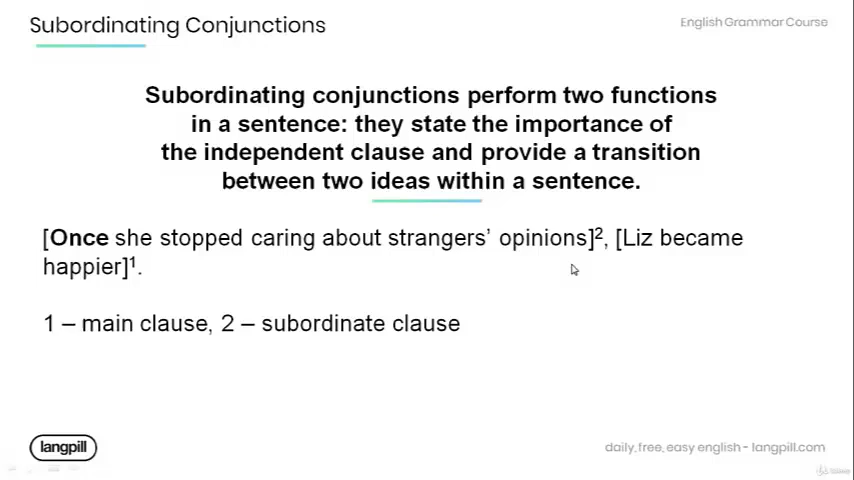 Subordinating Conjunctions
English Grammar Course
Subordinating conjunctions perform two functions
in a sentence: they state the importance of
the independent clause and provide a transition
between two ideas within a sentence.
[Once she stopped caring about strangers’ opinions]², [Liz became
happier]¹.
1 – main clause, 2 – subordinate clause
langpill
daily, free, easy english - langpill.com